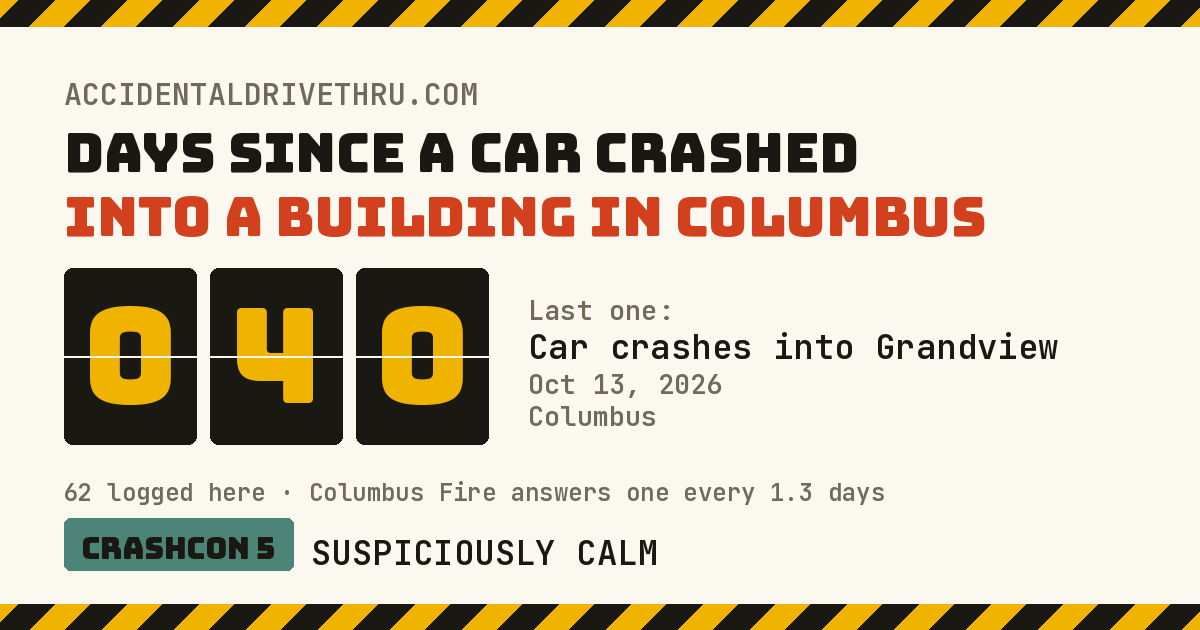 ACCIDENTALDRIVETHRU.COM
DAYS SINCE A CAR CRASHED
INTO A BUILDING IN COLUMBUS
040
Last one:
Car crashes into Grandview
Oct 13, 2026
Columbus
62 logged here · Columbus Fire answers one every 1.3 days
CRASHCON 5
SUSPICIOUSLY CALM